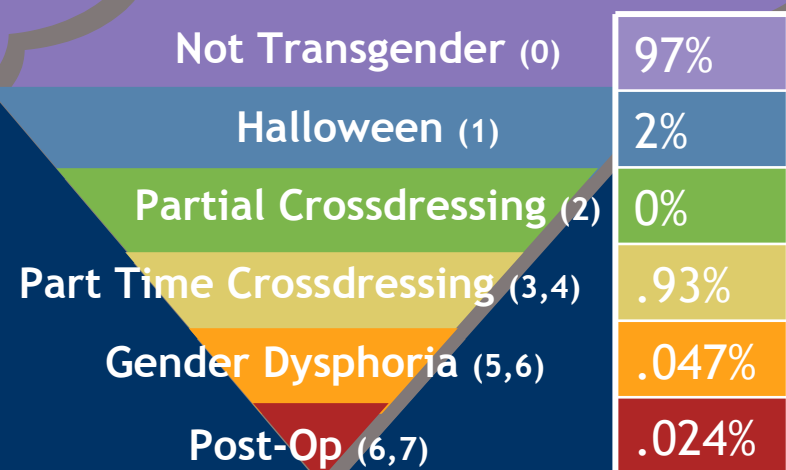 Not Transgender (0) 97%
Halloween (1) 2%
Partial Crossdressing (2) 0%
Part Time Crossdressing (3,4) .93%
Gender Dysphoria (5,6) .047%
Post-Op (6,7) .024%